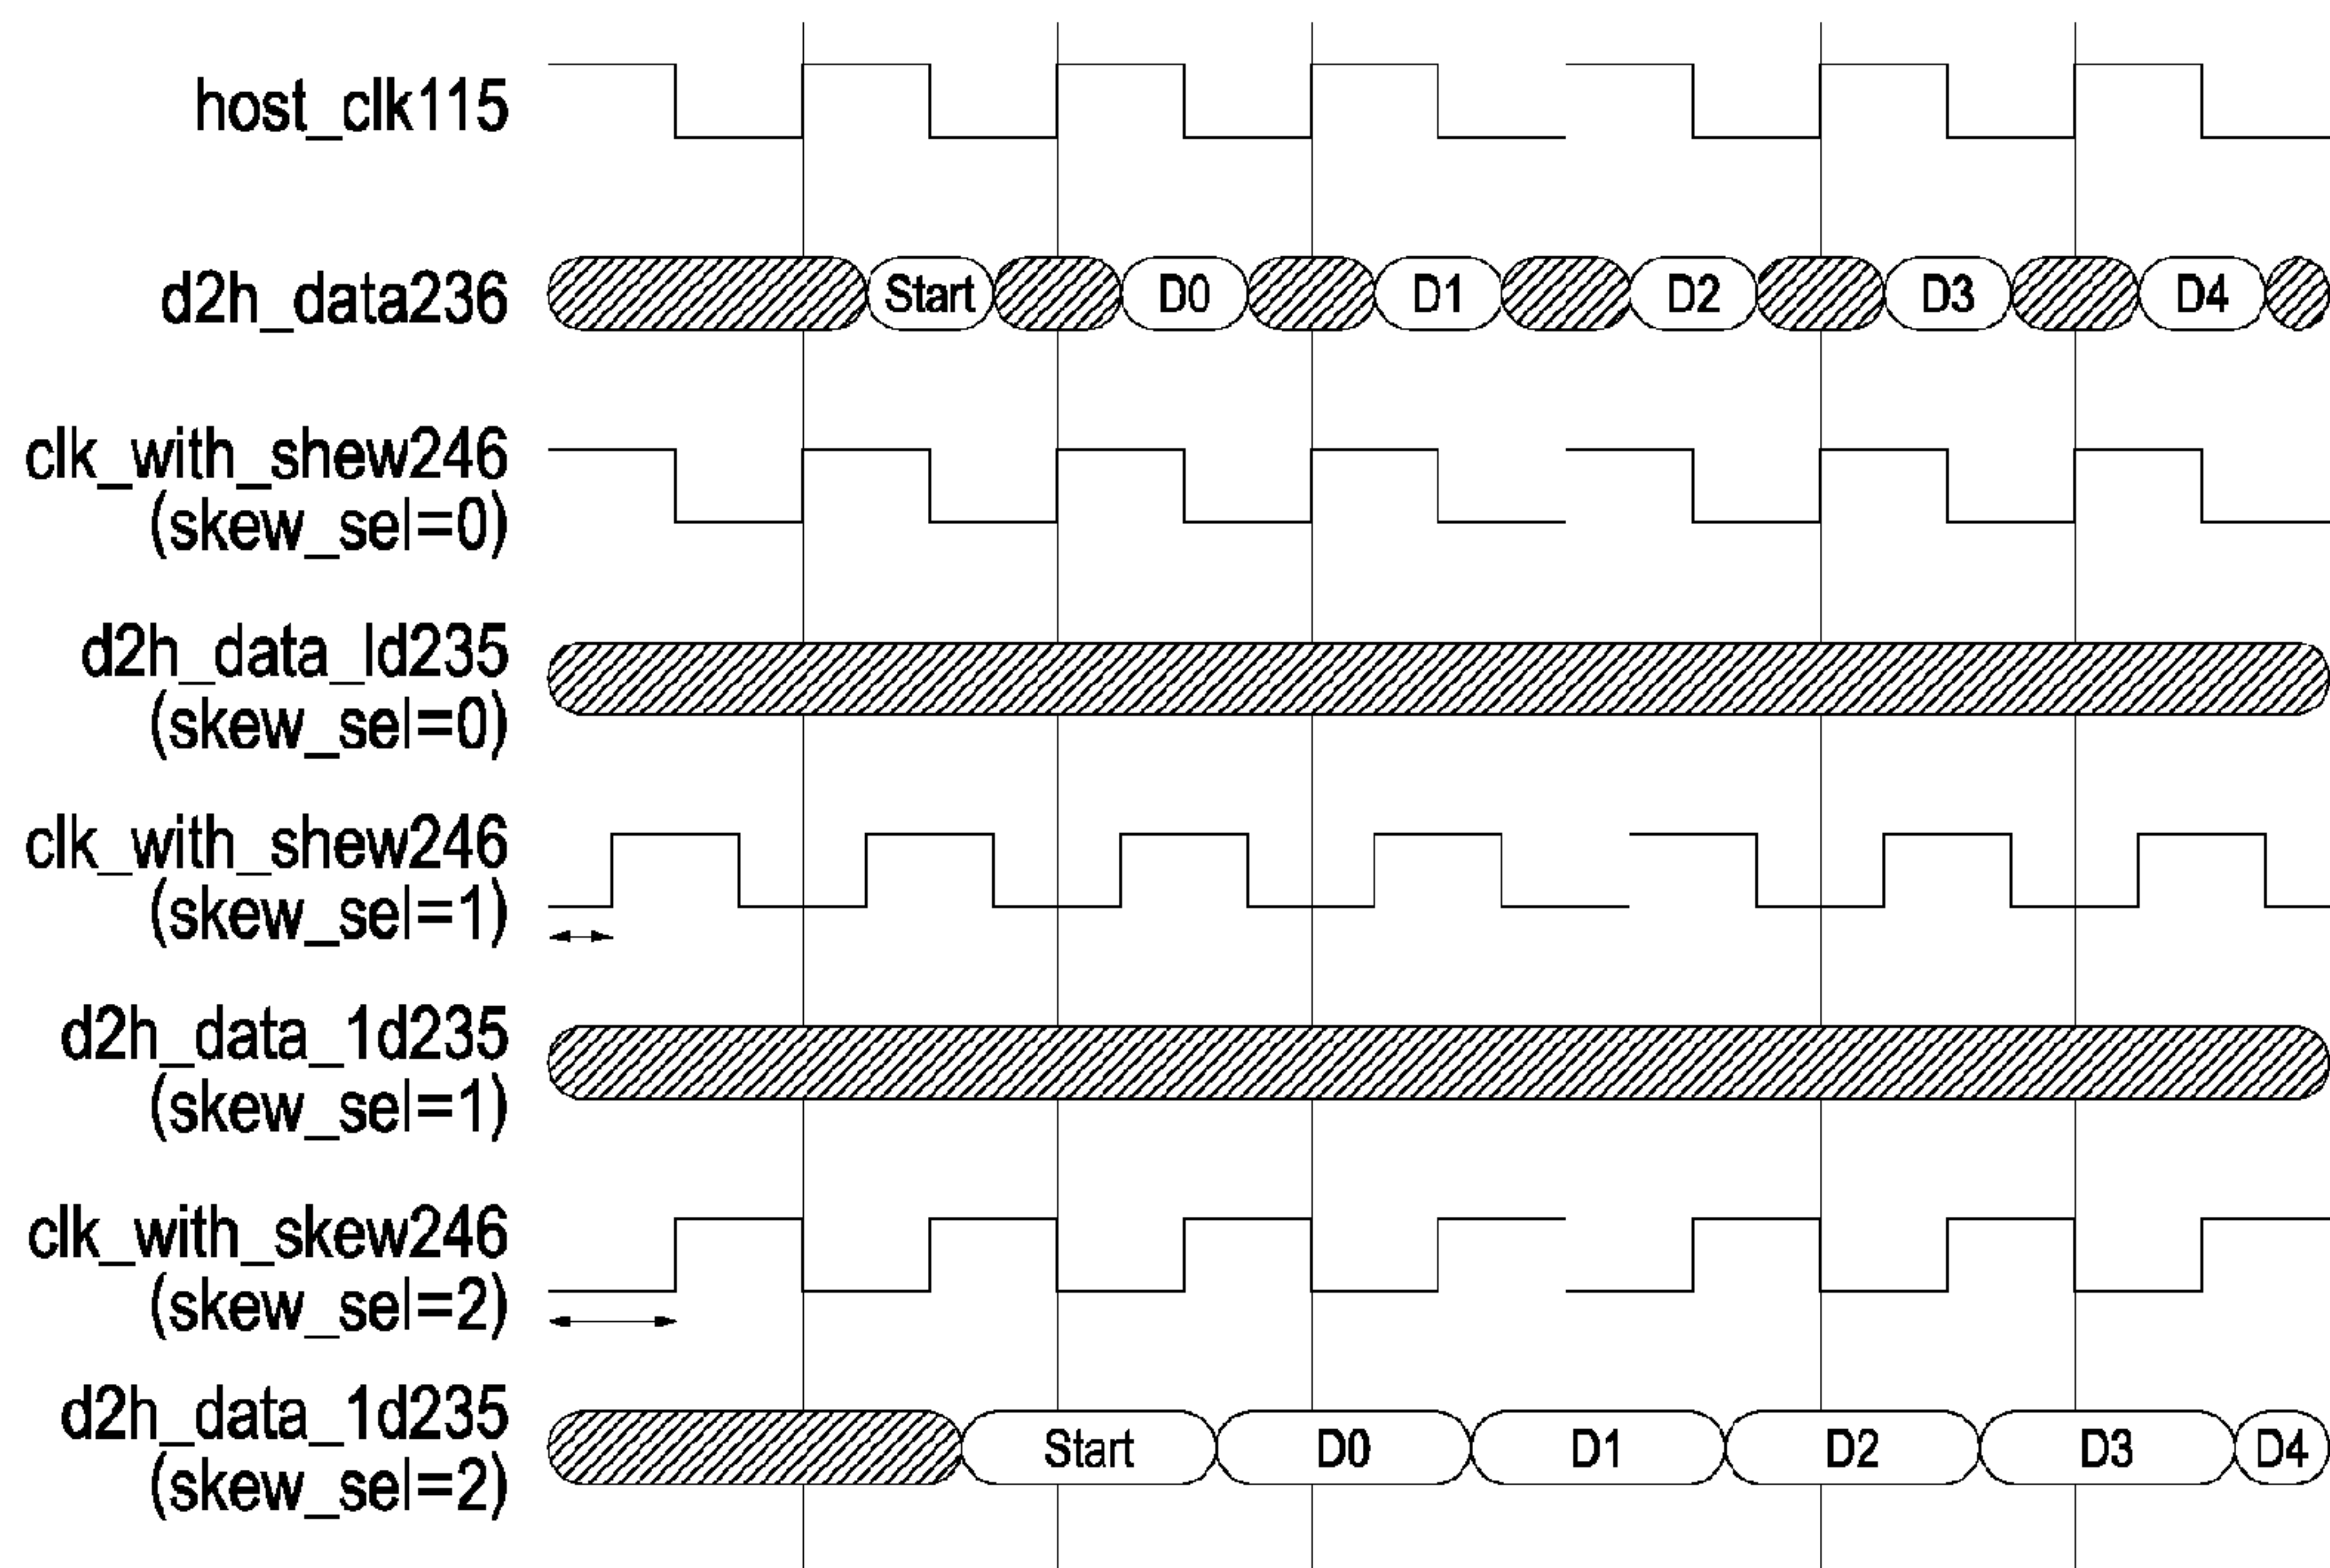 host_clk115
d2h_data236
Start D0 D1 D2 D3 D4
clk_with_shew246
(skew_sel=0)
d2h_data_ld235
(skew_sel=0)
clk_with_shew246
(skew_sel=1)
d2h_data_1d235
(skew_sel=1)
clk_with_skew246
(skew_sel=2)
d2h_data_1d235
(skew_sel=2)
Start D0 D1 D2 D3 D4